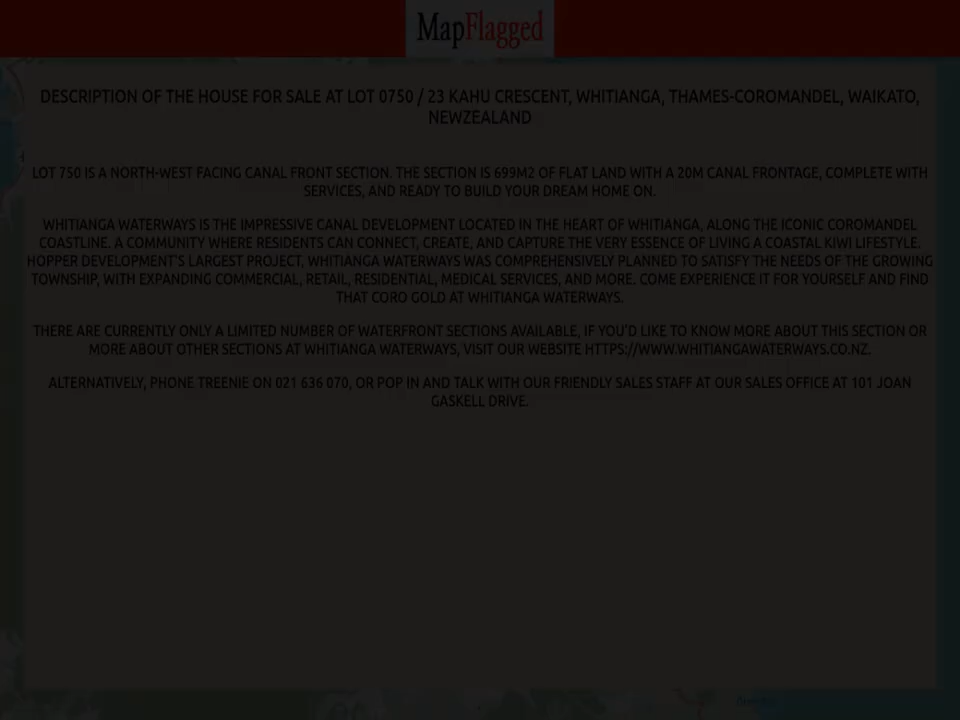 MapFlagged
DESCRIPTION OF THE HOUSE FOR SALE AT LOT 0750 / 23 KAHU CRESCENT, WHITIANGA, THAMES-COROMANDEL, WAIKATO,
NEWZEALAND
LOT 750 IS A NORTH-WEST FACING CANAL FRONT SECTION. THE SECTION IS 699M2 OF FLAT LAND WITH A 20M CANAL FRONTAGE, COMPLETE WITH
SERVICES, AND READY TO BUILD YOUR DREAM HOME ON.
WHITIANGA WATERWAYS IS THE IMPRESSIVE CANAL DEVELOPMENT LOCATED IN THE HEART OF WHITIANGA, ALONG THE ICONIC COROMANDEL
COASTLINE. A COMMUNITY WHERE RESIDENTS CAN CONNECT, CREATE, AND CAPTURE THE VERY ESSENCE OF LIVING A COASTAL KIWI LIFESTYLE.
HOPPER DEVELOPMENT'S LARGEST PROJECT, WHITIANGA WATERWAYS WAS COMPREHENSIVELY PLANNED TO SATISFY THE NEEDS OF THE GROWING
TOWNSHIP, WITH EXPANDING COMMERCIAL, RETAIL, RESIDENTIAL, MEDICAL SERVICES, AND MORE. COME EXPERIENCE IT FOR YOURSELF AND FIND
THAT CORO GOLD AT WHITIANGA WATERWAYS.
THERE ARE CURRENTLY ONLY A LIMITED NUMBER OF WATERFRONT SECTIONS AVAILABLE, IF YOU'D LIKE TO KNOW MORE ABOUT THIS SECTION OR
MORE ABOUT OTHER SECTIONS AT WHITIANGA WATERWAYS, VISIT OUR WEBSITE HTTPS://WWW.WHITIANGAWATERWAYS.CO.NZ.
ALTERNATIVELY, PHONE TREENIE ON 021 636 070, OR POP IN AND TALK WITH OUR FRIENDLY SALES STAFF AT OUR SALES OFFICE AT 101 JOAN
GASKELL DRIVE.